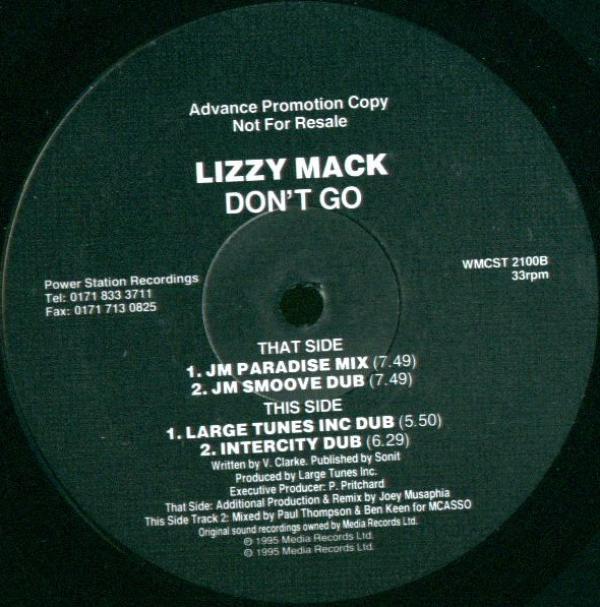 Advance Promotion Copy
Not For Resale
LIZZY MACK
DON'T GO
Power Station Recordings
Tel: 0171 833 3711
Fax: 0171 713 0825
WMCST 2100B
33rpm
THAT SIDE
1. JM PARADISE MIX (7.49)
2. JM SMOOVE DUB (7.49)
THIS SIDE
1. LARGE TUNES INC DUB (5.50)
2. INTERCITY DUB (6.29)
Written by V. Clarke. Published by Sonit
Produced by Large Tunes Inc.
Executive Producer: P. Pritchard
That Side: Additional Production & Remix by Joey Musaphia
This Side Track 2: Mixed by Paul Thompson & Ben Keen for MCASSO
Original sound recordings owned by Media Records Ltd.
℗ 1995 Media Records Ltd.
© 1995 Media Records Ltd.